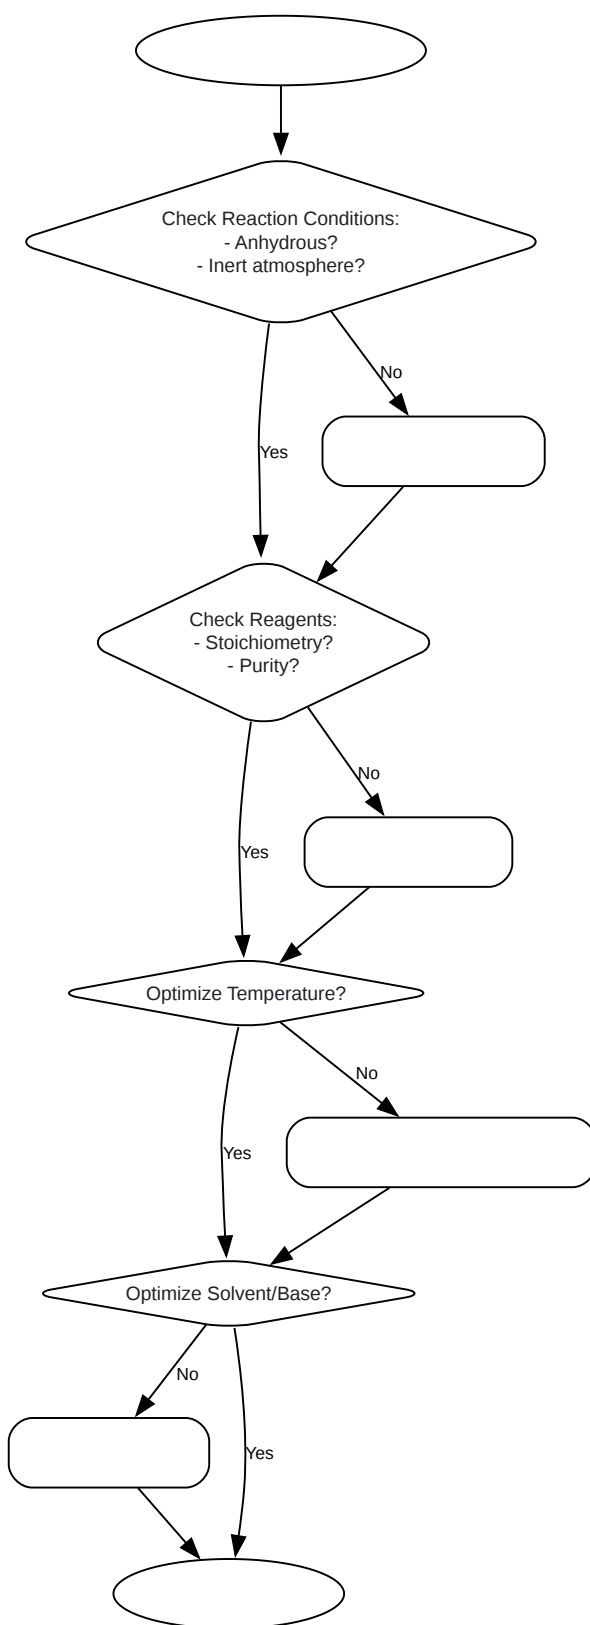 Check Reaction Conditions:
- Anhydrous?
- Inert atmosphere?
No
Yes
Check Reagents:
- Stoichiometry?
- Purity?
No
Yes
Optimize Temperature?
No
Yes
Optimize Solvent/Base?
No
Yes